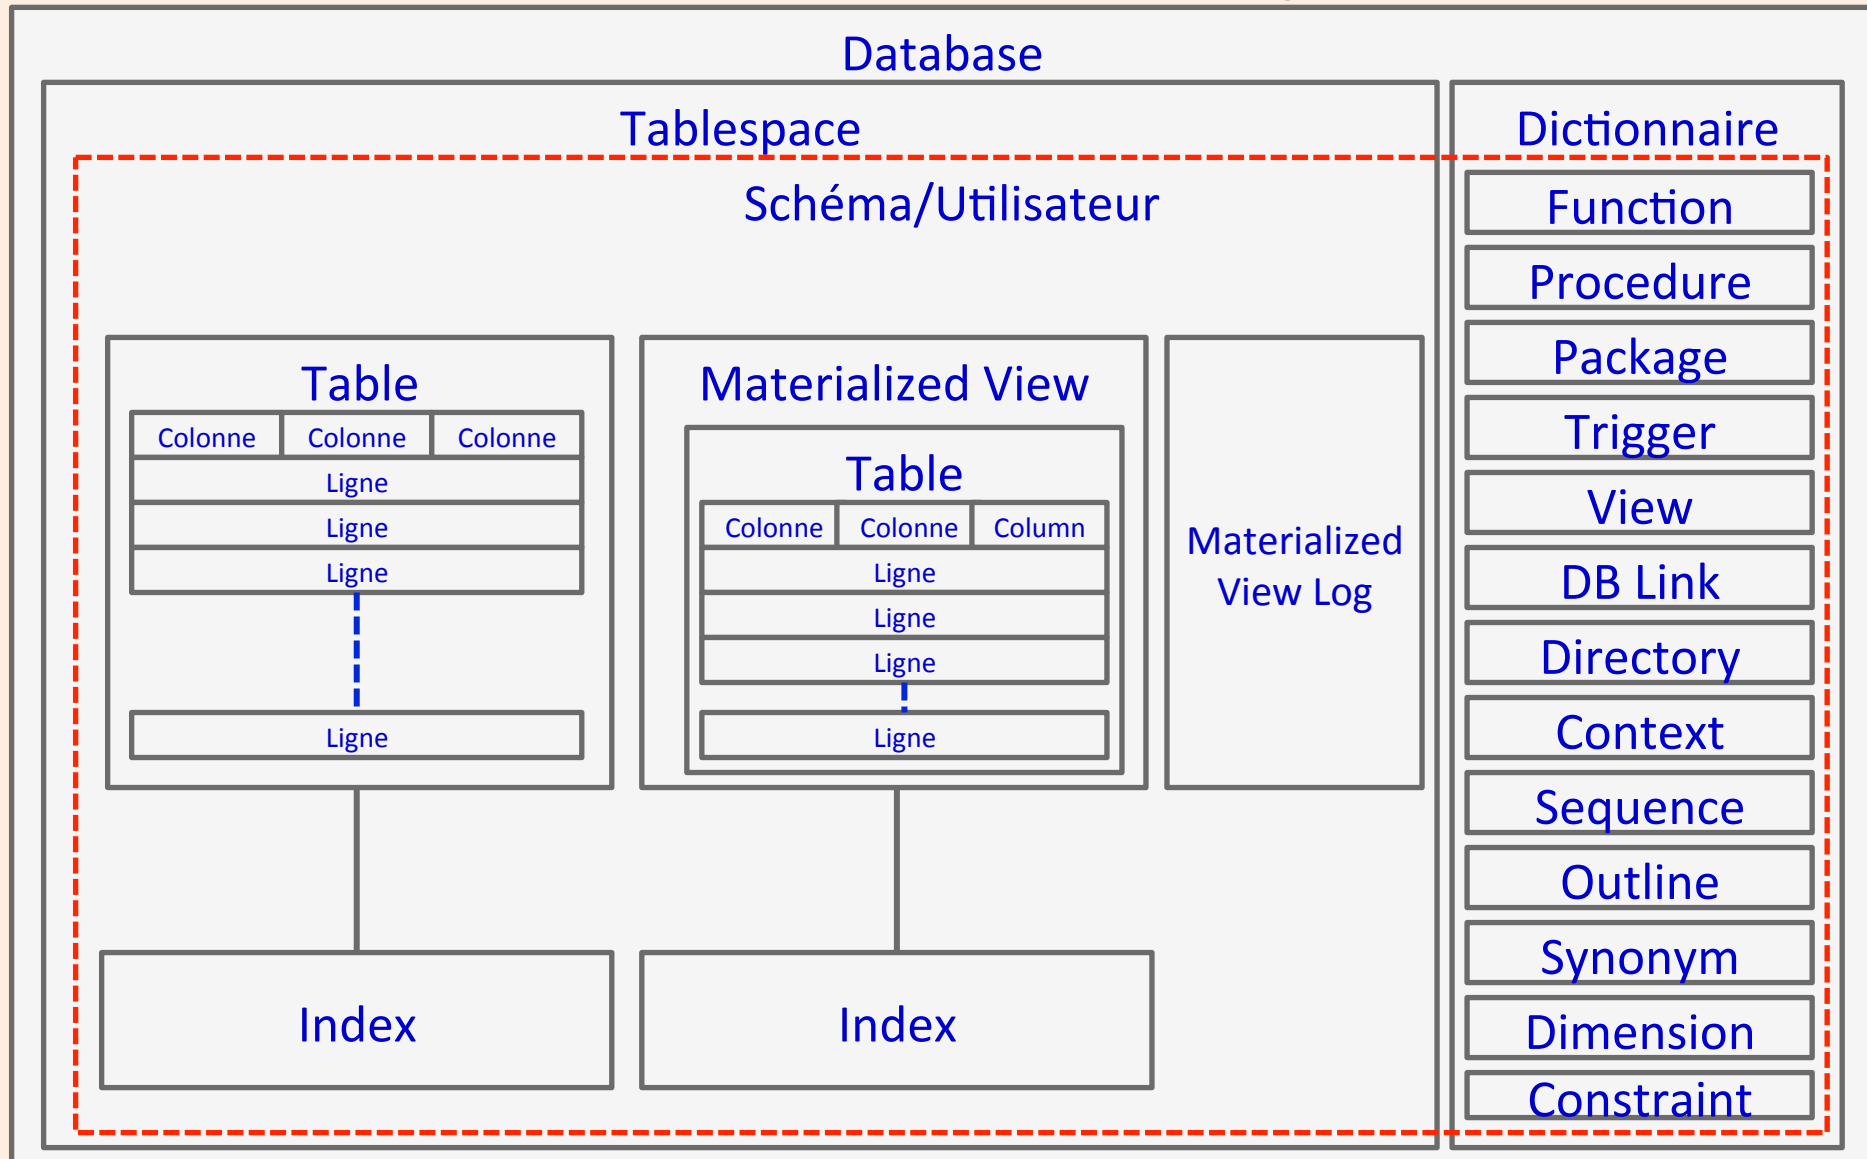 Database
Tablespace
Schéma/Utilisateur
Table
Colonne Colonne Colonne
Ligne
Ligne
Ligne
Ligne
Index
Materialized View
Table
Colonne Colonne Column
Ligne
Ligne
Ligne
Ligne
Index
Materialized
View Log
Dictionnaire
Function
Procedure
Package
Trigger
View
DB Link
Directory
Context
Sequence
Outline
Synonym
Dimension
Constraint